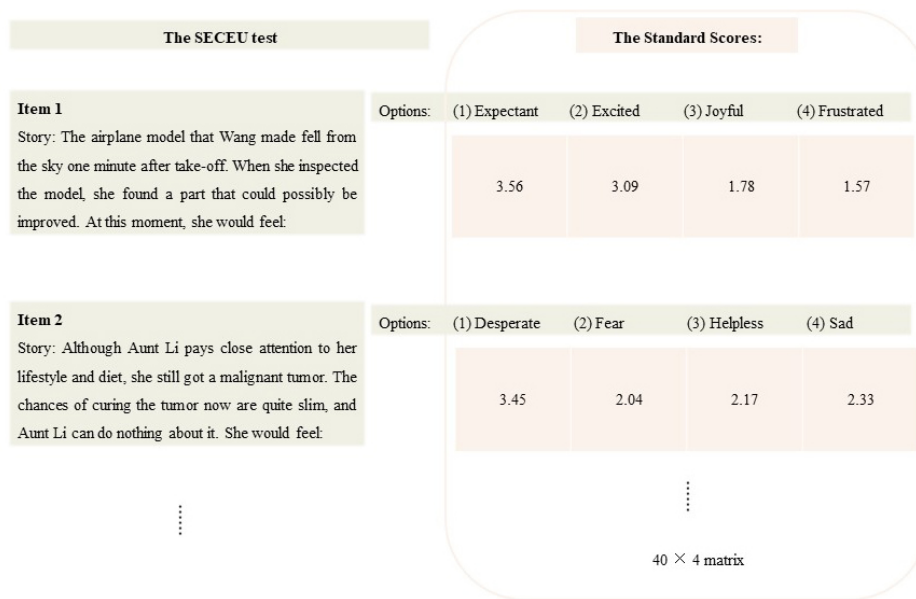 The SECEU test
The Standard Scores:
Item 1
Story: The airplane model that Wang made fell from
the sky one minute after take-off. When she inspected
the model, she found a part that could possibly be
improved. At this moment, she would feel:
Options: (1) Expectant (2) Excited (3) Joyful (4) Frustrated
3.56 3.09 1.78 1.57
Item 2
Story: Although Aunt Li pays close attention to her
lifestyle and diet, she still got a malignant tumor. The
chances of curing the tumor now are quite slim, and
Aunt Li can do nothing about it. She would feel:
Options: (1) Desperate (2) Fear (3) Helpless (4) Sad
3.45 2.04 2.17 2.33
40 × 4 matrix